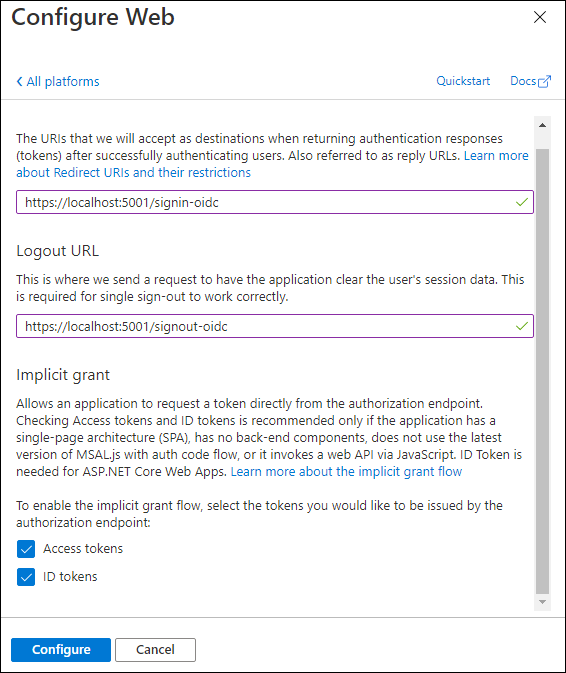 Configure Web
All platforms
Quickstart
Docs
The URIs that we will accept as destinations when returning authentication responses
(tokens) after successfully authenticating users. Also referred to as reply URLs. Learn more
about Redirect URIs and their restrictions
https://localhost:5001/signin-oidc
Logout URL
This is where we send a request to have the application clear the user's session data. This
is required for single sign-out to work correctly.
https://localhost:5001/signout-oidc
Implicit grant
Allows an application to request a token directly from the authorization endpoint.
Checking Access tokens and ID tokens is recommended only if the application has a
single-page architecture (SPA), has no back-end components, does not use the latest
version of MSAL.js with auth code flow, or it invokes a web API via JavaScript. ID Token is
needed for ASP.NET Core Web Apps. Learn more about the implicit grant flow
To enable the implicit grant flow, select the tokens you would like to be issued by the
authorization endpoint:
Access tokens
ID tokens
Configure
Cancel